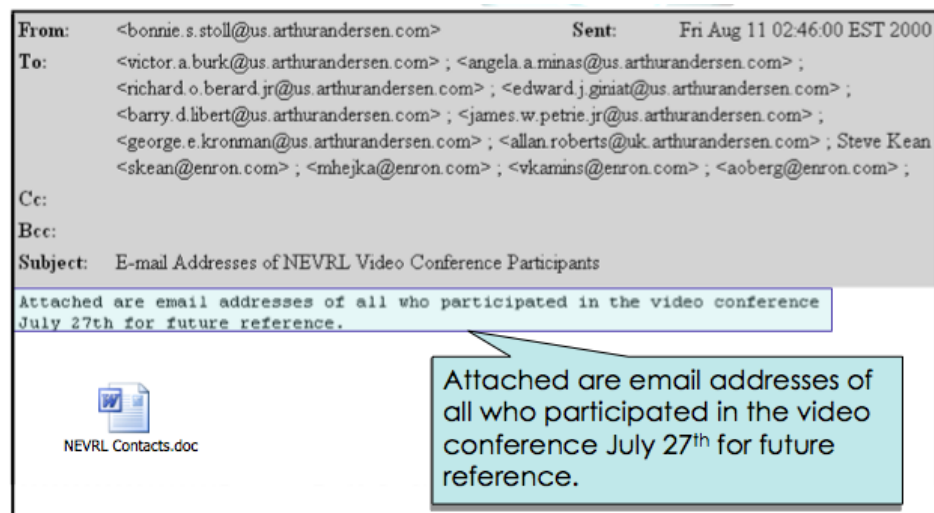 From: <bonnie.s.stoll@us.arthurandersen.com> Sent: Fri Aug 11 02:46:00 EST 2000
To: <victor.a.burk@us.arthurandersen.com> ; <angela.a.minas@us.arthurandersen.com> ;
<richard.o.berard.jr@us.arthurandersen.com> ; <edward.j.giniat@us.arthurandersen.com> ;
<barry.d.libert@us.arthurandersen.com> ; <james.w.petrie.jr@us.arthurandersen.com> ;
<george.e.kronman@us.arthurandersen.com> ; <allan.roberts@uk.arthurandersen.com> ; Steve Kean
<skean@enron.com> ; <mhejka@enron.com> ; <vkamins@enron.com> ; <aoberg@enron.com> ;
Cc:
Bcc:
Subject: E-mail Addresses of NEVRL Video Conference Participants
Attached are email addresses of all who participated in the video conference
July 27th for future reference.
Attached are email addresses of
all who participated in the video
conference July 27th for future
reference.
NEVRL Contacts.doc